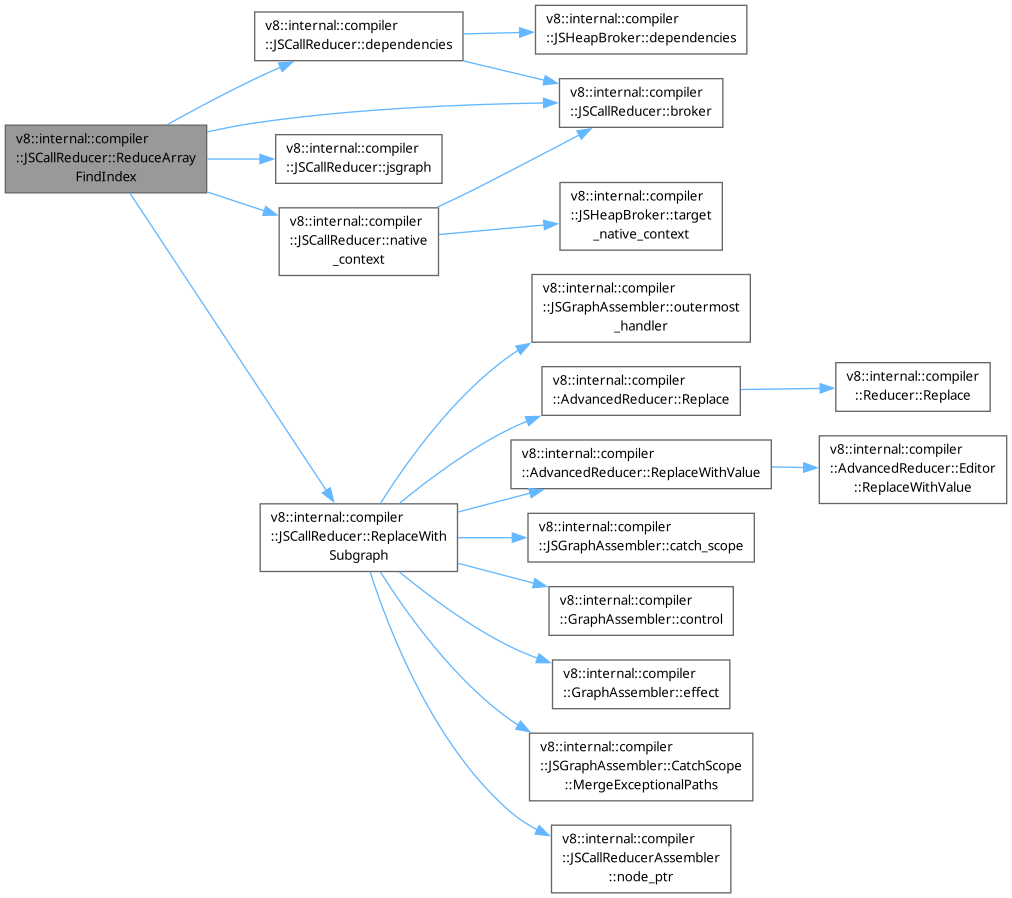 v8::internal::compiler
::JSCallReducer::ReduceArray
FindIndex
v8::internal::compiler
::JSCallReducer::dependencies
v8::internal::compiler
::JSHeapBroker::dependencies
v8::internal::compiler
::JSCallReducer::broker
v8::internal::compiler
::JSCallReducer::jsgraph
v8::internal::compiler
::JSCallReducer::native
_context
v8::internal::compiler
::JSHeapBroker::target
_native_context
v8::internal::compiler
::JSCallReducer::ReplaceWith
Subgraph
v8::internal::compiler
::JSGraphAssembler::outermost
_handler
v8::internal::compiler
::AdvancedReducer::Replace
v8::internal::compiler
::Reducer::Replace
v8::internal::compiler
::AdvancedReducer::ReplaceWithValue
v8::internal::compiler
::AdvancedReducer::Editor
::ReplaceWithValue
v8::internal::compiler
::JSGraphAssembler::catch_scope
v8::internal::compiler
::GraphAssembler::control
v8::internal::compiler
::GraphAssembler::effect
v8::internal::compiler
::JSGraphAssembler::CatchScope
::MergeExceptionalPaths
v8::internal::compiler
::JSCallReducerAssembler
::node_ptr